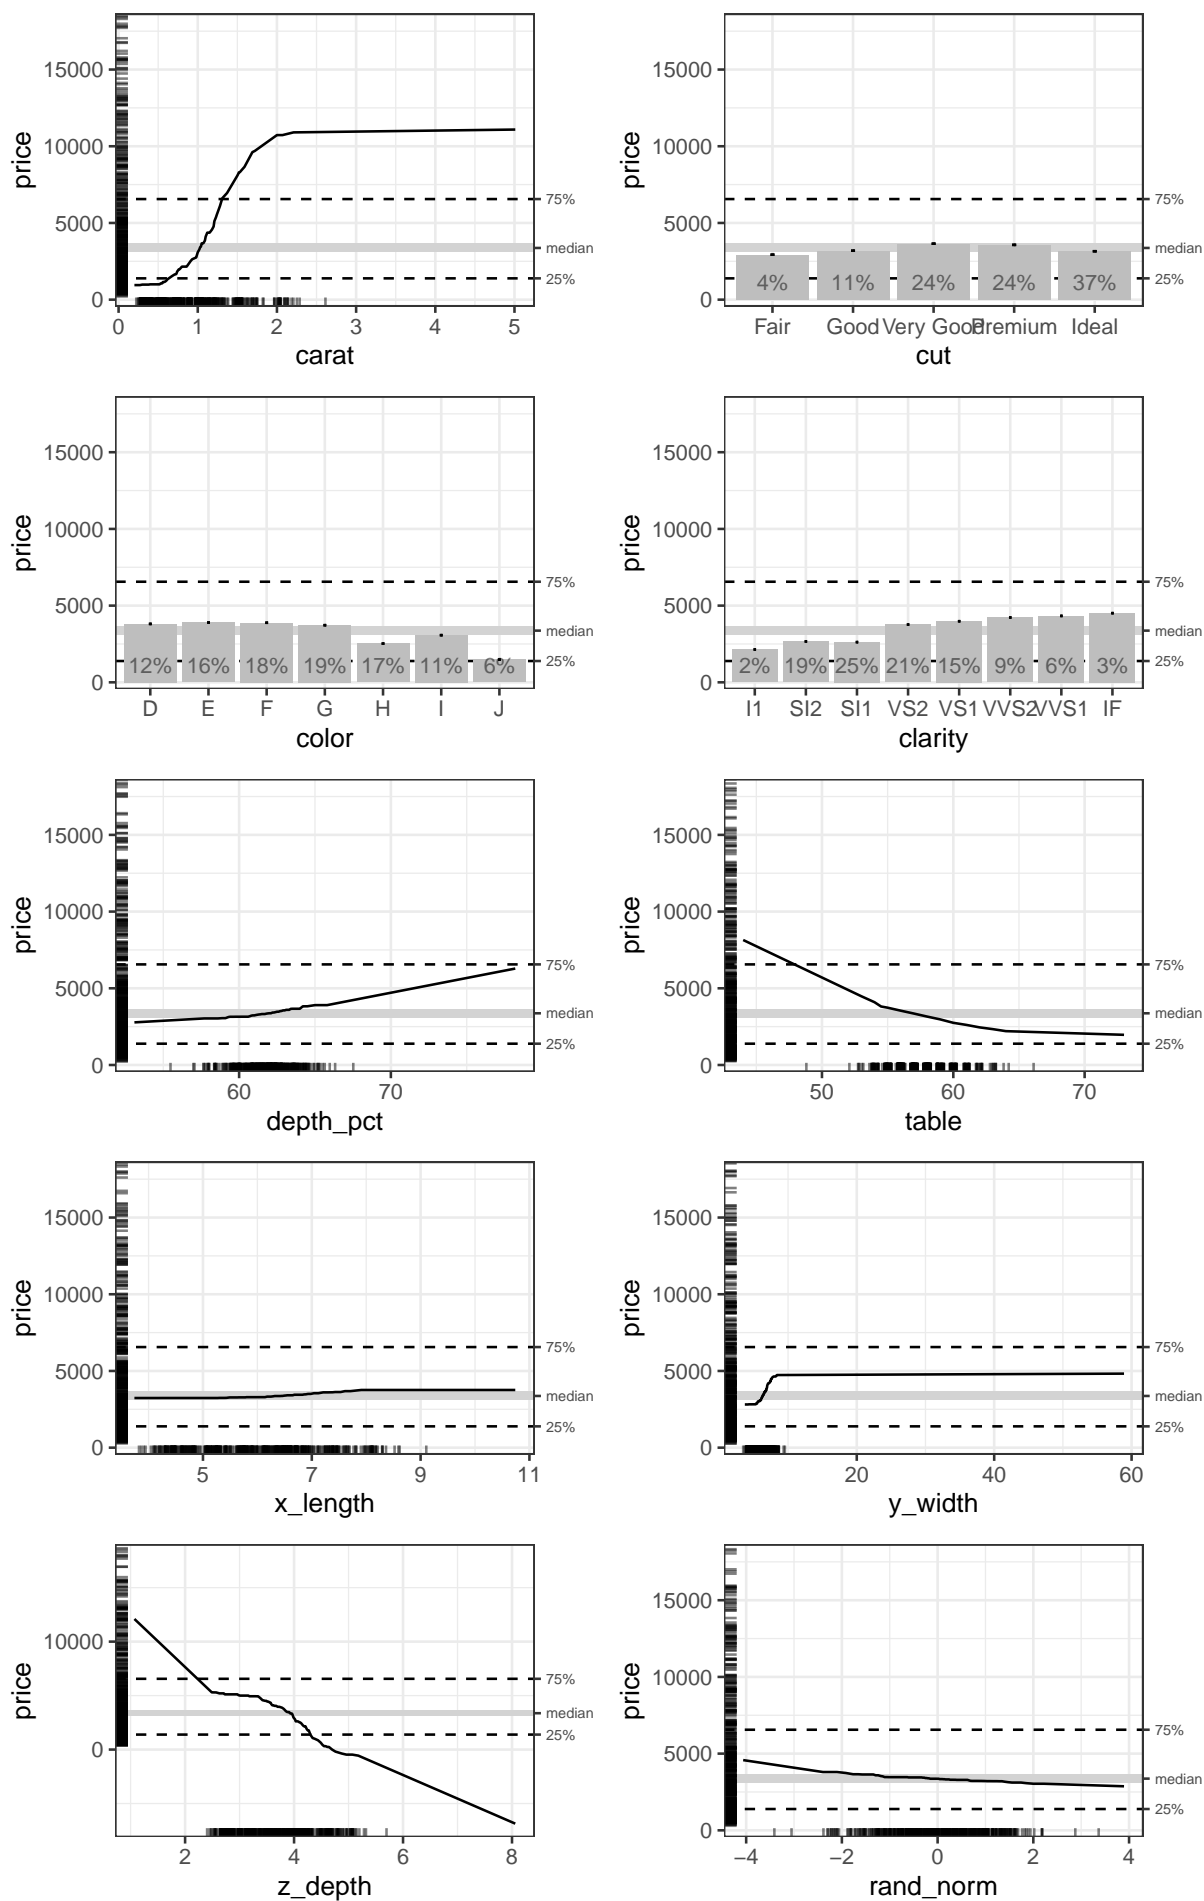 price
15000
10000
5000
0
75%
median
25%
0 1 2 3 4 5
carat
price
15000
10000
5000
0
75%
median
25%
4% 11% 24% 24% 37%
Fair Good Very Good Premium Ideal
cut
price
15000
10000
5000
0
75%
median
25%
12% 16% 18% 19% 17% 11% 6%
D E F G H I J
color
price
15000
10000
5000
0
75%
median
25%
2% 19% 25% 21% 15% 9% 6% 3%
I1 SI2 SI1 VS2 VS1 VVS2 VVS1 IF
clarity
price
15000
10000
5000
0
75%
median
25%
60 70
depth_pct
price
15000
10000
5000
0
75%
median
25%
50 60 70
table
price
15000
10000
5000
0
75%
median
25%
5 7 9 11
x_length
price
15000
10000
5000
0
75%
median
25%
20 40 60
y_width
price
10000
0
75%
median
25%
2 4 6 8
z_depth
price
15000
10000
5000
0
75%
median
25%
−4 −2 0 2 4
rand_norm